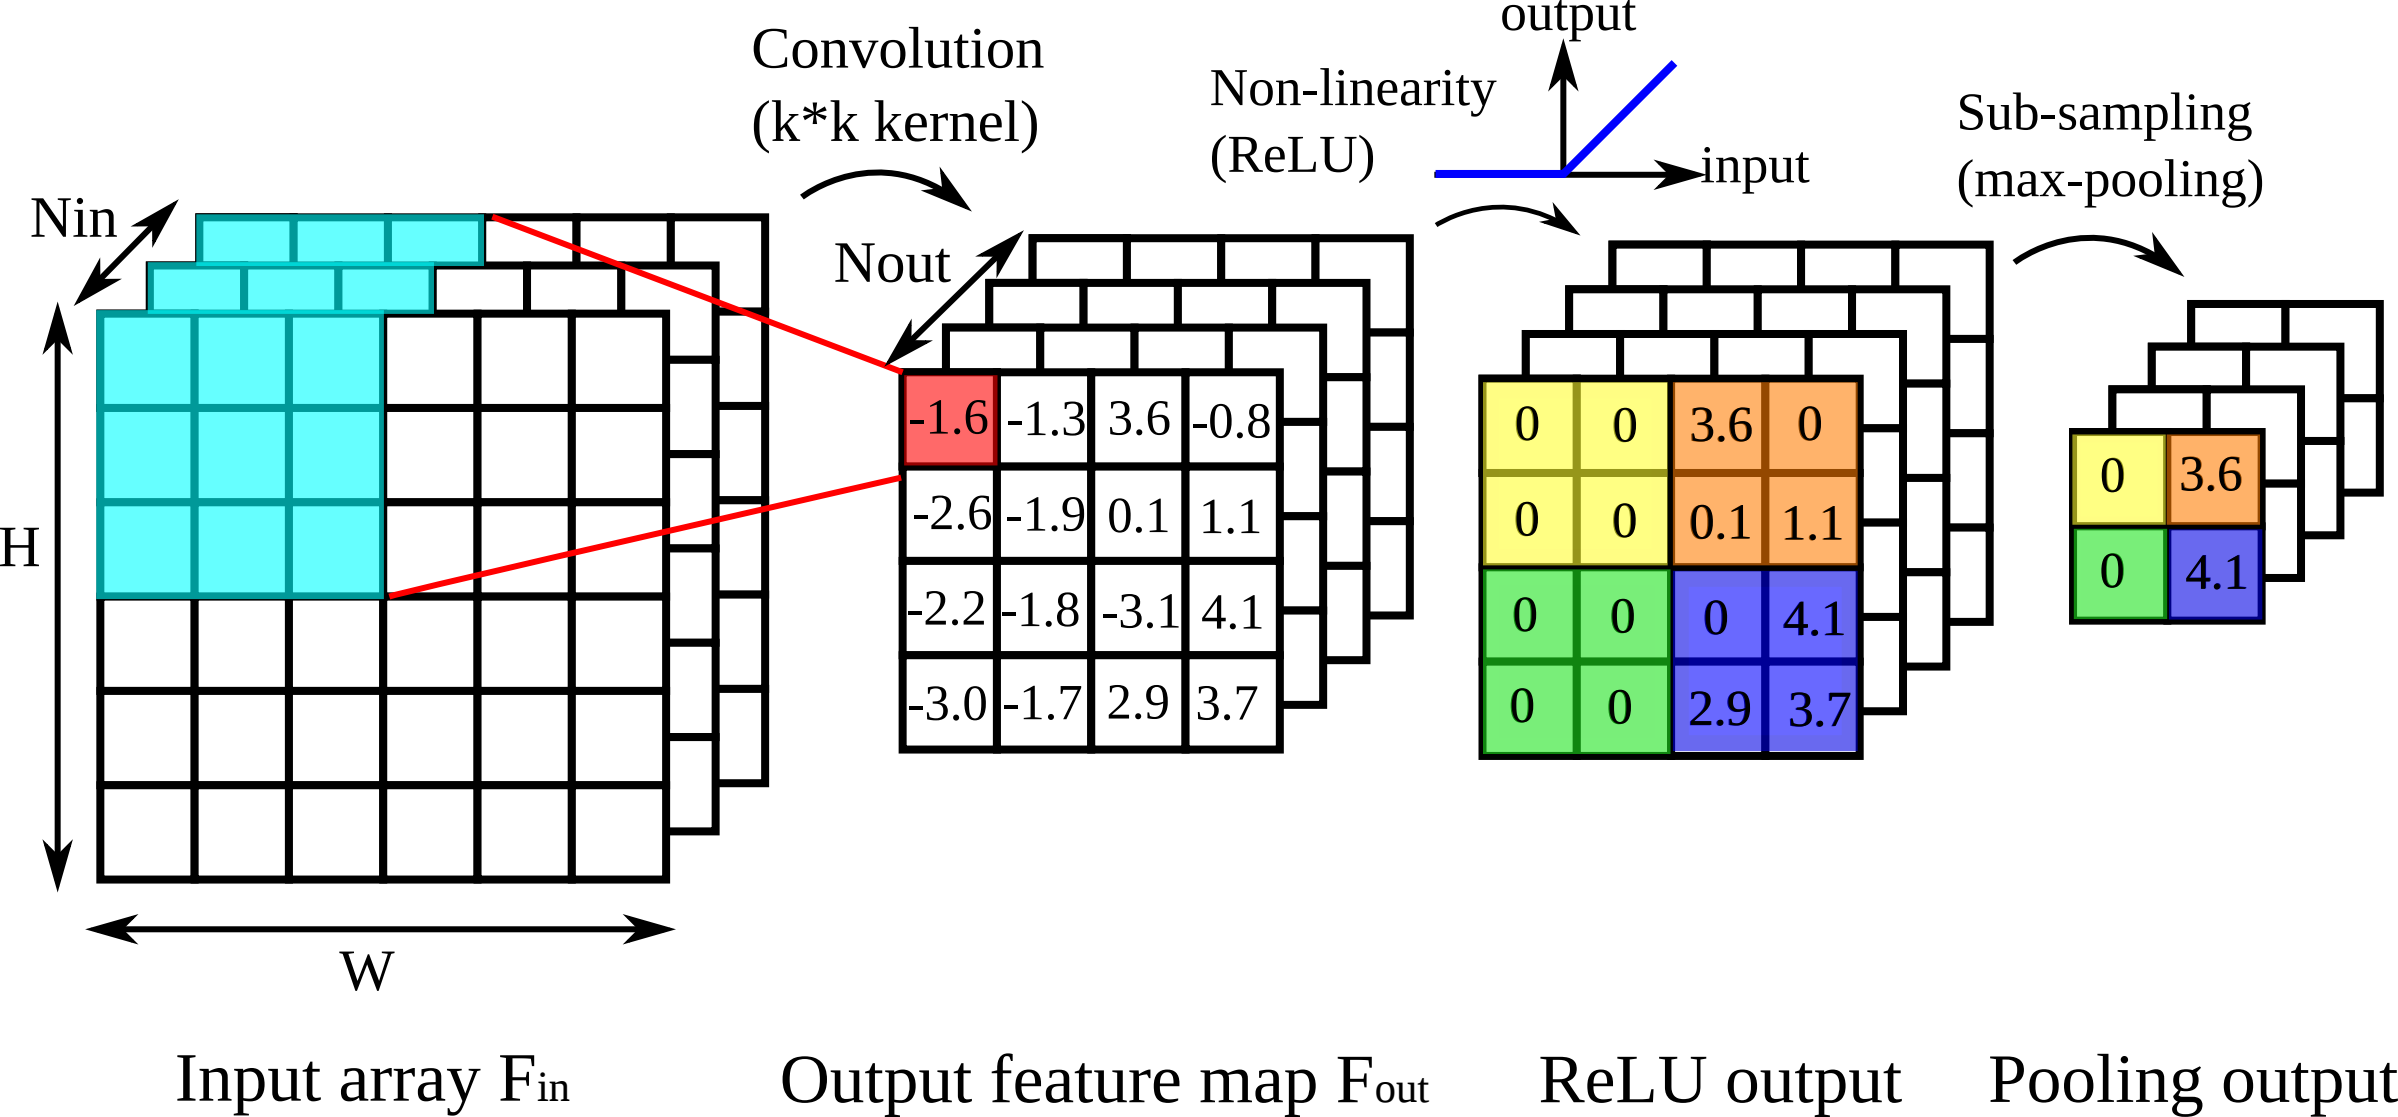 Convolution
(k*k kernel)
Non-linearity
(ReLU)
output
input
Sub-sampling
(max-pooling)
Nin
Nout
H
W
-1.6 -1.3 3.6 -0.8
-2.6 -1.9 0.1 1.1
-2.2 -1.8 -3.1 4.1
-3.0 -1.7 2.9 3.7
0 0 3.6 0
0 0 0.1 1.1
0 0 0 4.1
0 0 2.9 3.7
0 3.6
0 4.1
Input array Fin
Output feature map Fout
ReLU output
Pooling output